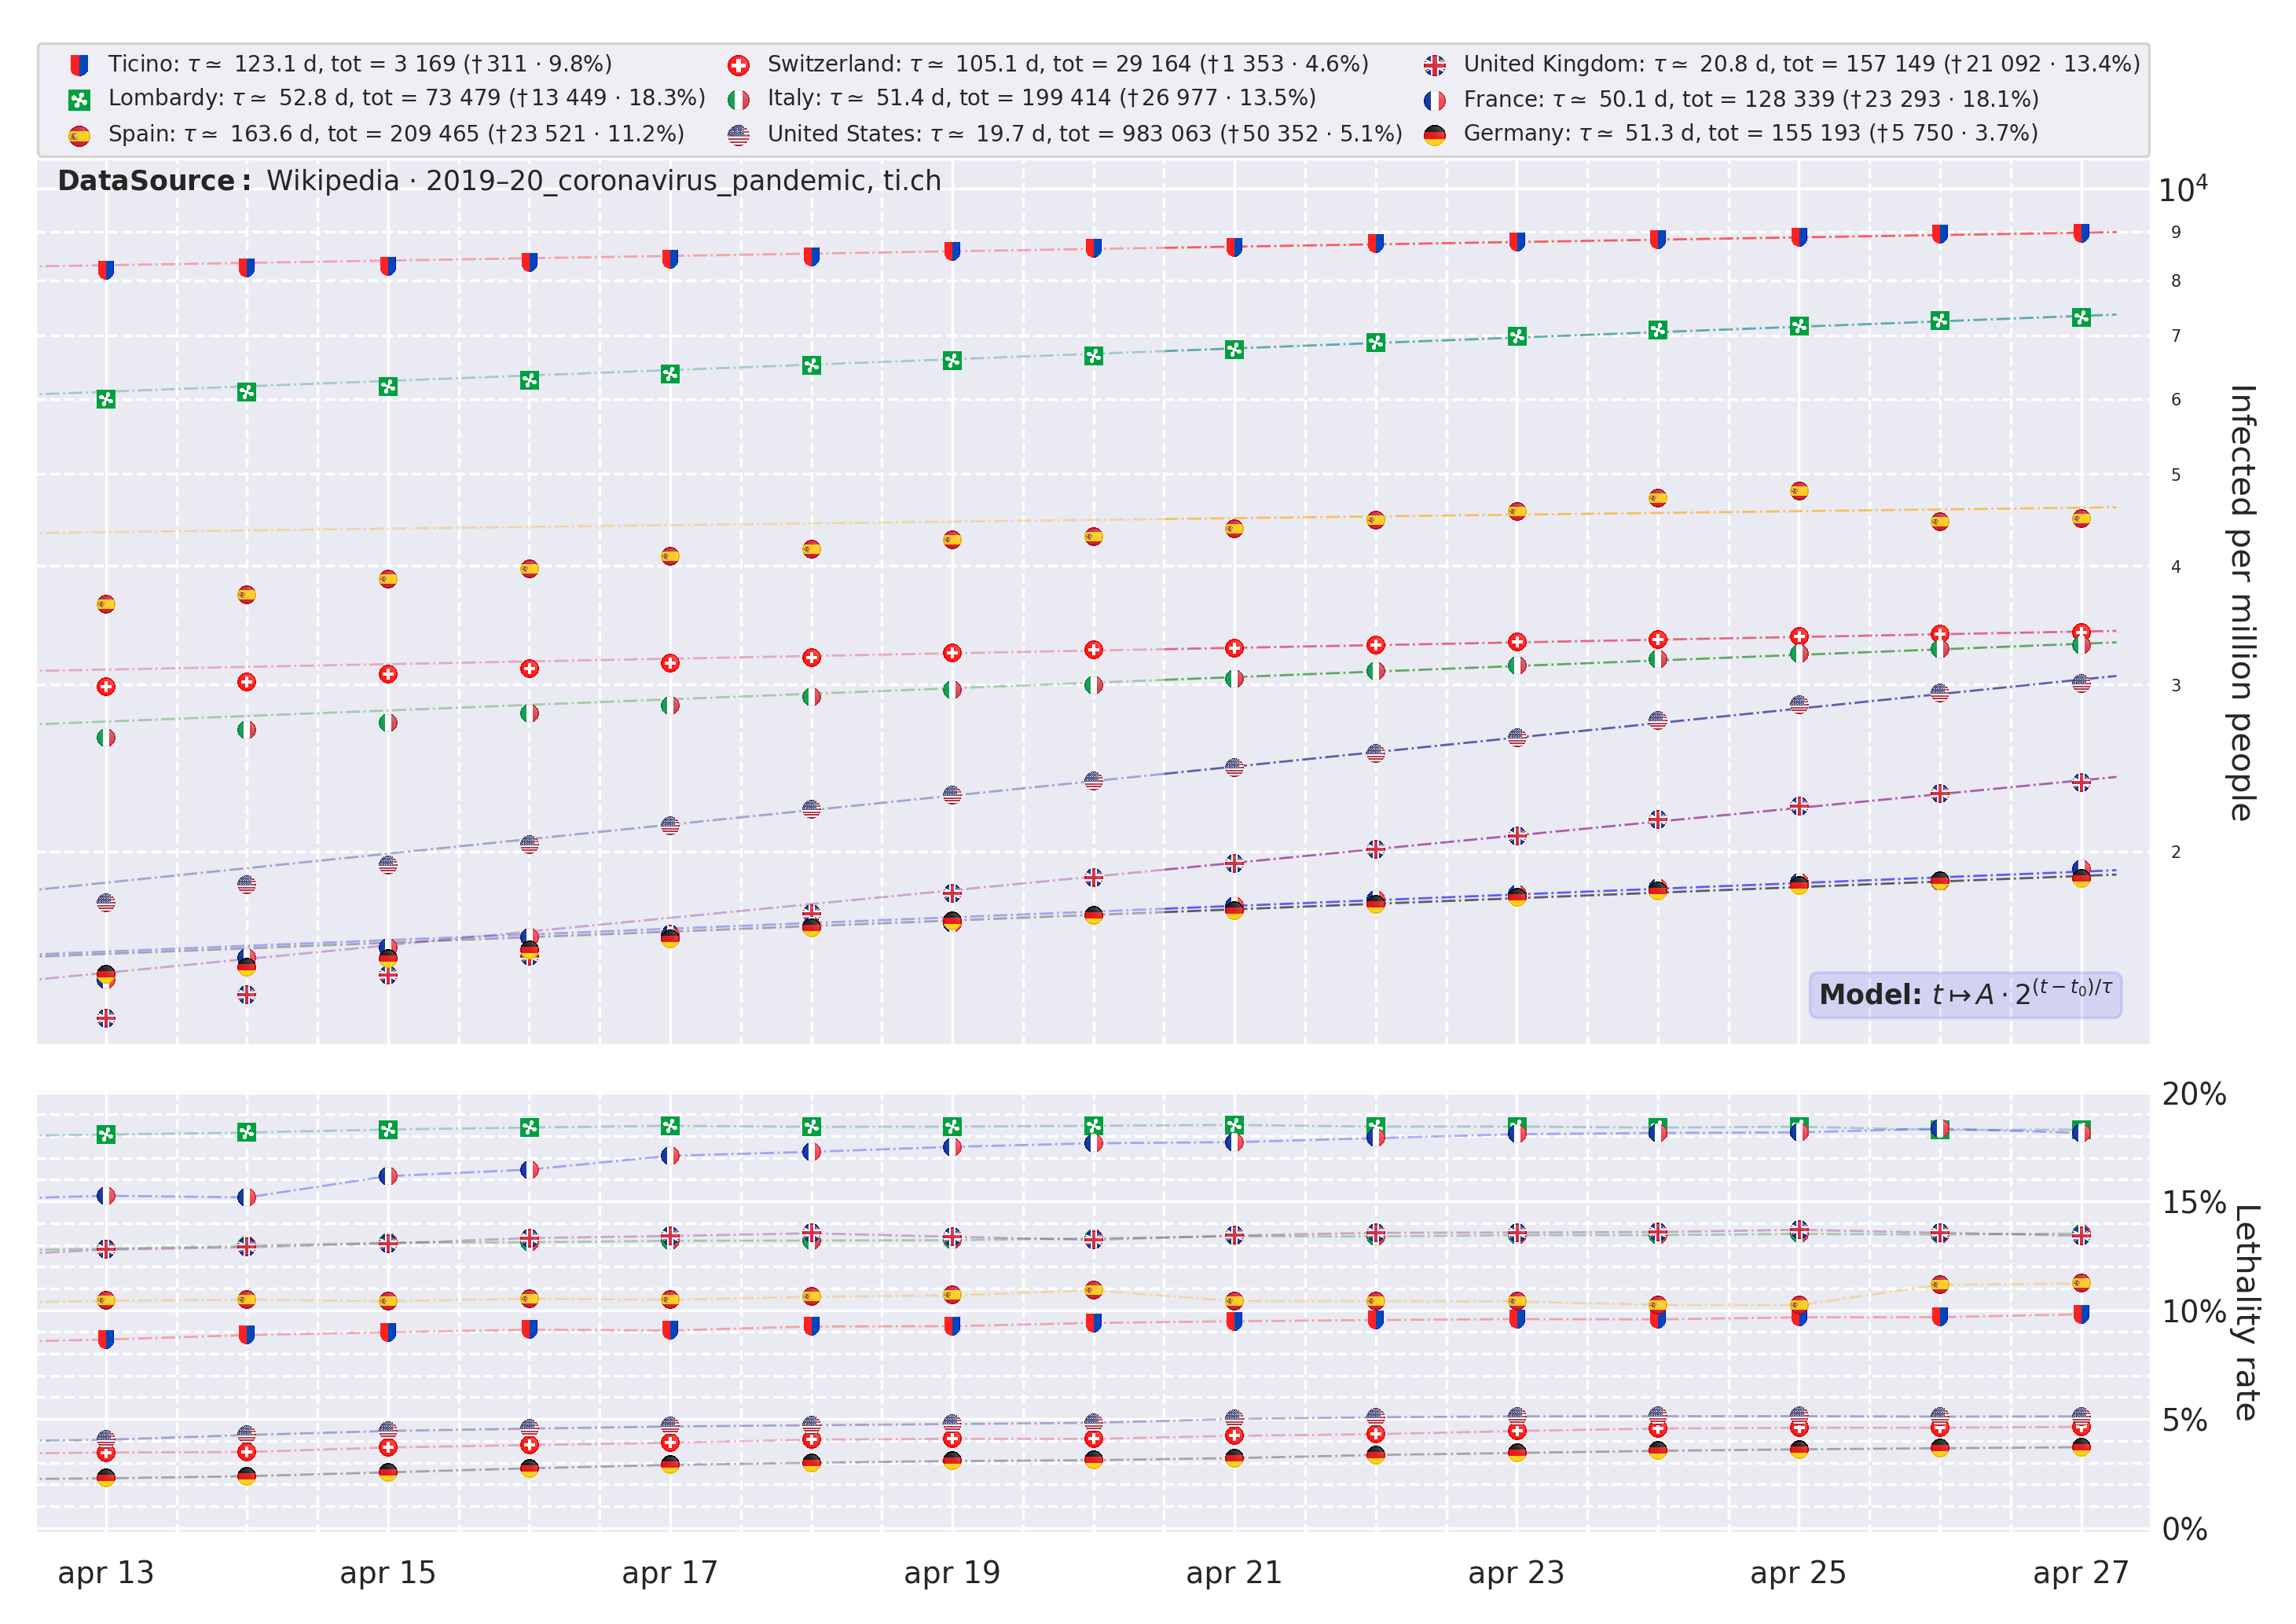 Ticino: τ ≃ 123.1 d, tot = 3 169 (†311 · 9.8%)
Lombardy: τ ≃ 52.8 d, tot = 73 479 (†13 449 · 18.3%)
Spain: τ ≃ 163.6 d, tot = 209 465 (†23 521 · 11.2%)
Switzerland: τ ≃ 105.1 d, tot = 29 164 (†1 353 · 4.6%)
Italy: τ ≃ 51.4 d, tot = 199 414 (†26 977 · 13.5%)
United States: τ ≃ 19.7 d, tot = 983 063 (†50 352 · 5.1%)
United Kingdom: τ ≃ 20.8 d, tot = 157 149 (†21 092 · 13.4%)
France: τ ≃ 50.1 d, tot = 128 339 (†23 293 · 18.1%)
Germany: τ ≃ 51.3 d, tot = 155 193 (†5 750 · 3.7%)
DataSource: Wikipedia · 2019–20_coronavirus_pandemic, ti.ch
10⁴
9
8
7
6
5
4
3
2
Infected per million people
Model: t ↦ A · 2^{(t − t₀)/τ}
20%
15%
10%
5%
0%
Lethality rate
apr 13
apr 15
apr 17
apr 19
apr 21
apr 23
apr 25
apr 27